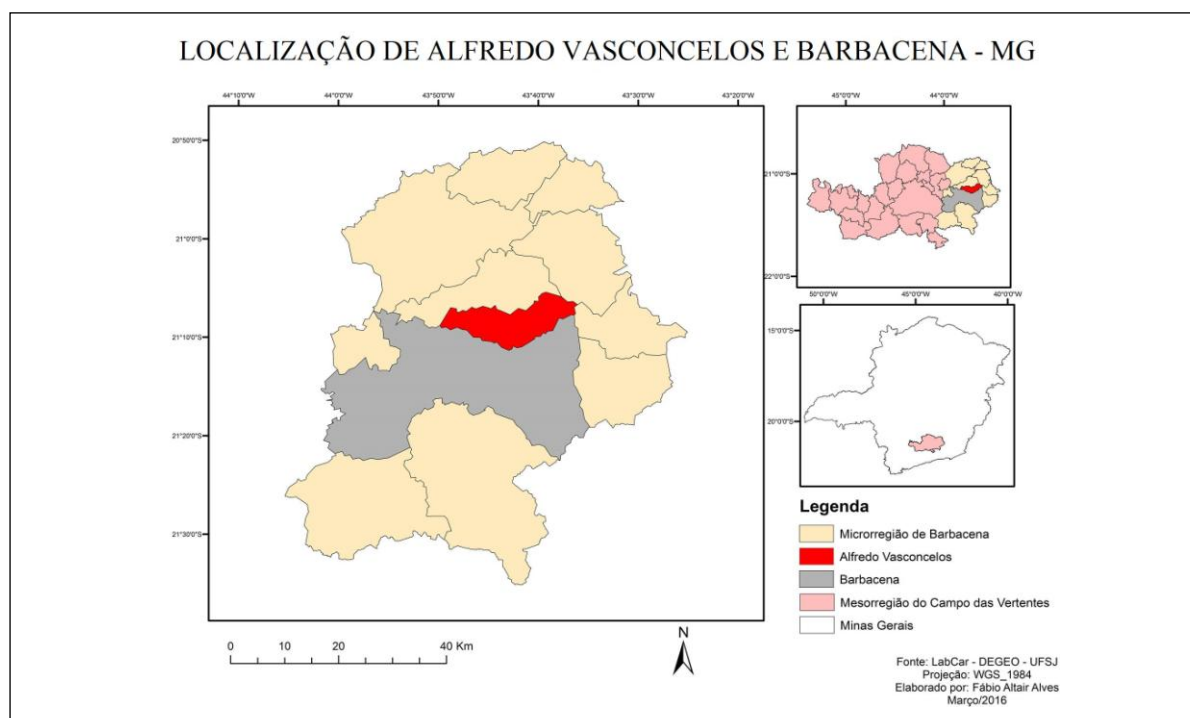 LOCALIZAÇÃO DE ALFREDO VASCONCELOS E BARBACENA - MG
44°10'0"W 44°0'0"W 43°50'0"W 43°40'0"W 43°30'0"W 43°20'0"W
20°50'0"S
21°0'0"S
21°10'0"S
21°20'0"S
21°30'0"S
0 10 20 40 Km
N
45°0'0"W 44°0'0"W
21°0'0"S
22°0'0"S
50°0'0"W 45°0'0"W 40°0'0"W
15°0'0"S
20°0'0"S
Legenda
Microrregião de Barbacena
Alfredo Vasconcelos
Barbacena
Mesorregião do Campo das Vertentes
Minas Gerais
Fonte: LabCar - DEGEO - UFSJ
Projeção: WGS_1984
Elaborado por: Fábio Altair Alves
Março/2016